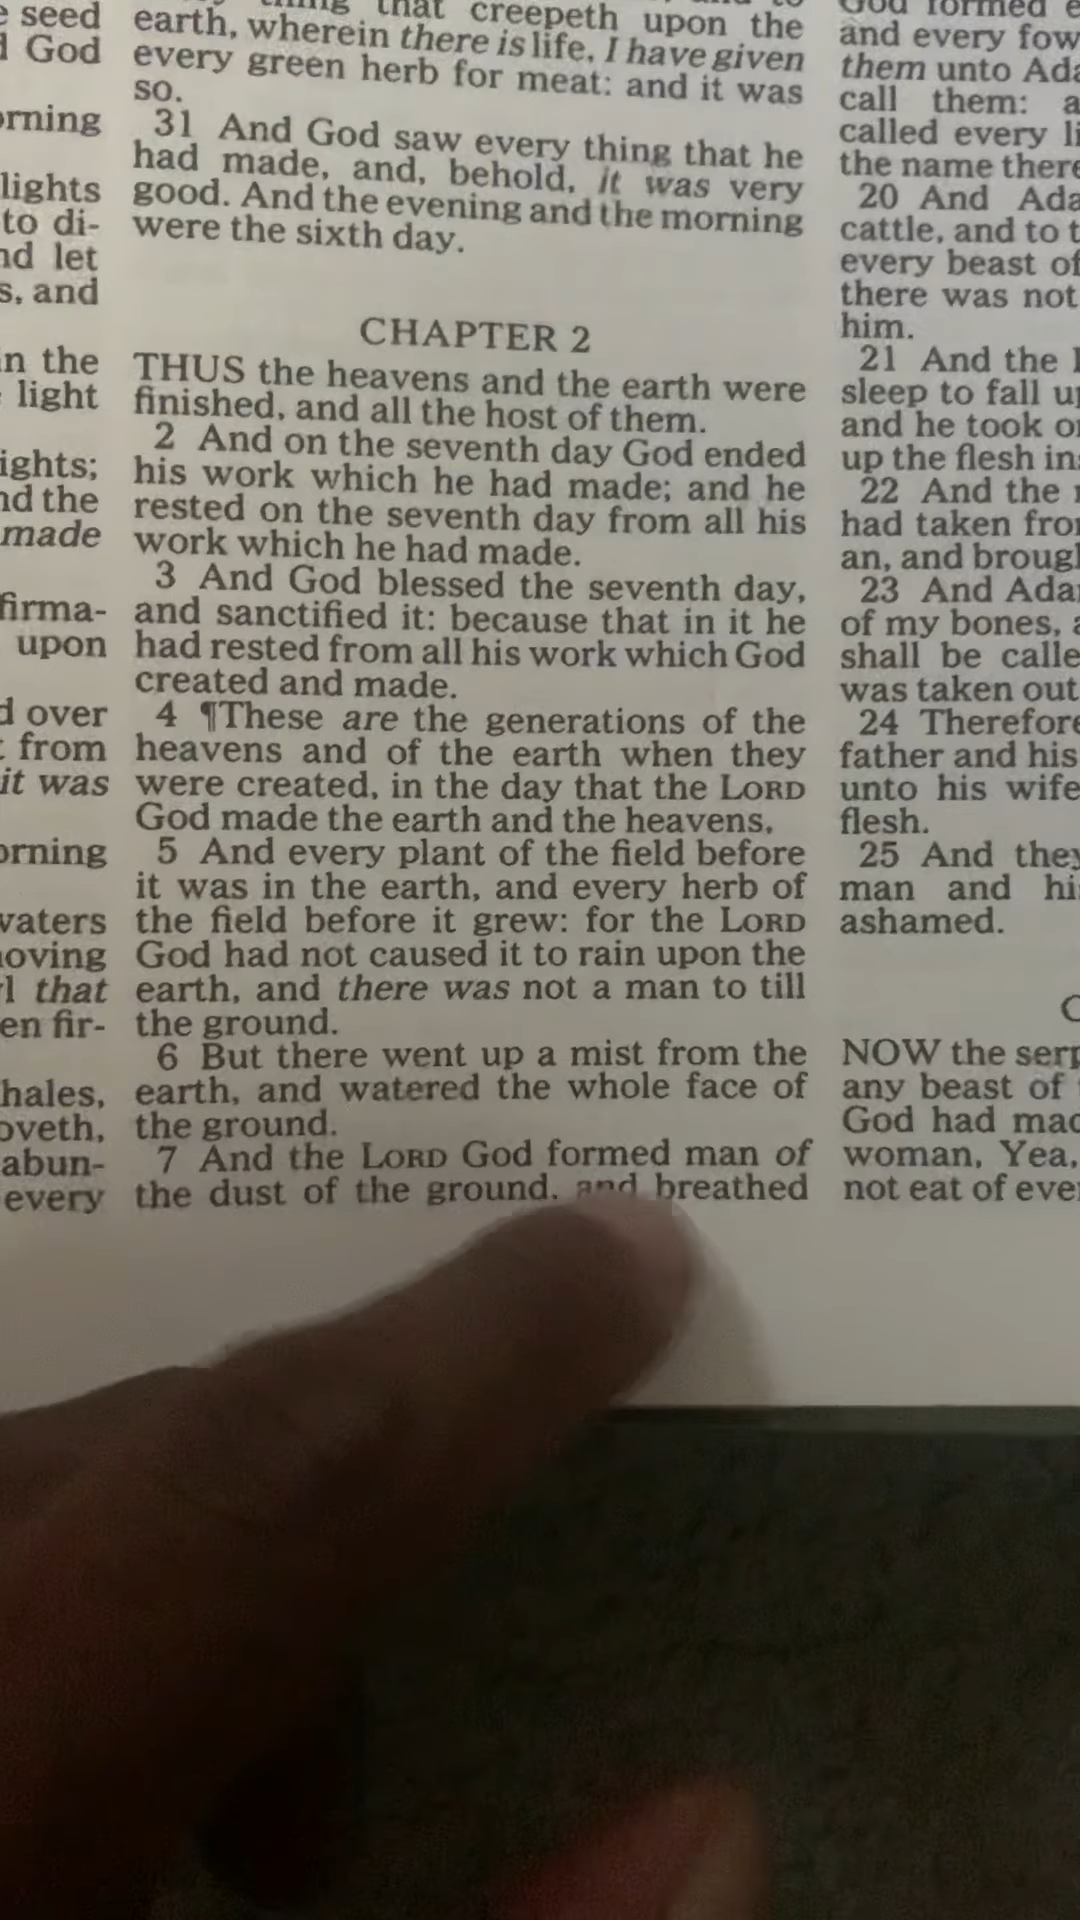 seed
God
orning
lights
to di-
nd let
s, and
in the
light
ights;
nd the
made
firma-
upon
d over
from
it was
orning
vaters
oving
that
en fir-
hales,
oveth,
abun-
every
that creepeth upon the
earth, wherein there is life, I have given
every green herb for meat: and it was
so.
31 And God saw every thing that he
had made, and, behold, it was very
good. And the evening and the morning
were the sixth day.
CHAPTER 2
THUS the heavens and the earth were
finished, and all the host of them.
2 And on the seventh day God ended
his work which he had made; and he
rested on the seventh day from all his
work which he had made.
3 And God blessed the seventh day,
and sanctified it: because that in it he
had rested from all his work which God
created and made.
4 ¶These are the generations of the
heavens and of the earth when they
were created, in the day that the LORD
God made the earth and the heavens,
5 And every plant of the field before
it was in the earth, and every herb of
the field before it grew: for the LORD
God had not caused it to rain upon the
earth, and there was not a man to till
the ground.
6 But there went up a mist from the
earth, and watered the whole face of
the ground.
7 And the LORD God formed man of
the dust of the ground, and breathed
God formed e
and every fow
them unto Ada
call them: a
called every li
the name there
20 And Ada
cattle, and to t
every beast of
there was not
him.
21 And the
sleep to fall up
and he took o
up the flesh ins
22 And the
had taken from
an, and brough
23 And Ada
of my bones, a
shall be calle
was taken out
24 Therefore
father and his
unto his wife
flesh.
25 And they
man and hi
ashamed.
C
NOW the serp
any beast of
God had mad
woman, Yea,
not eat of ever